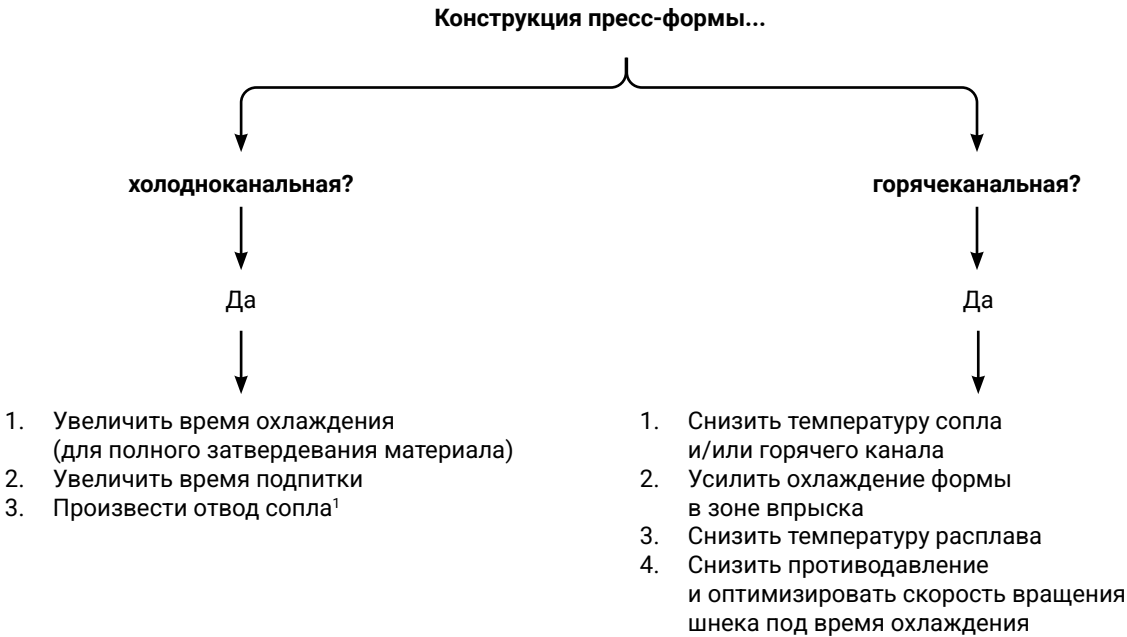 Конструкция пресс-формы...
холодноканальная?
Да
1. Увеличить время охлаждения
(для полного затвердевания материала)
2. Увеличить время подпитки
3. Произвести отвод сопла¹
горячеканальная?
Да
1. Снизить температуру сопла
и/или горячего канала
2. Усилить охлаждение формы
в зоне впрыска
3. Снизить температуру расплава
4. Снизить противодавление
и оптимизировать скорость вращения
шнека под время охлаждения